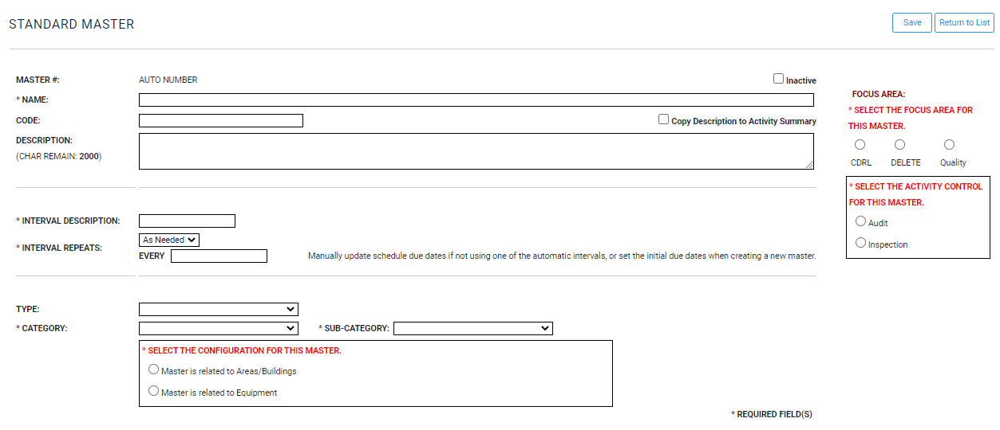 STANDARD MASTER
Save
Return to List
MASTER #:
AUTO NUMBER
Inactive
* NAME:
CODE:
Copy Description to Activity Summary
DESCRIPTION:
(CHAR REMAIN: 2000)
* INTERVAL DESCRIPTION:
* INTERVAL REPEATS:
As Needed
EVERY
Manually update schedule due dates if not using one of the automatic intervals, or set the initial due dates when creating a new master.
TYPE:
* CATEGORY:
* SUB-CATEGORY:
* SELECT THE CONFIGURATION FOR THIS MASTER.
Master is related to Areas/Buildings
Master is related to Equipment
* REQUIRED FIELD(S)
FOCUS AREA:
* SELECT THE FOCUS AREA FOR
THIS MASTER.
CDRL
DELETE
Quality
* SELECT THE ACTIVITY CONTROL
FOR THIS MASTER.
Audit
Inspection